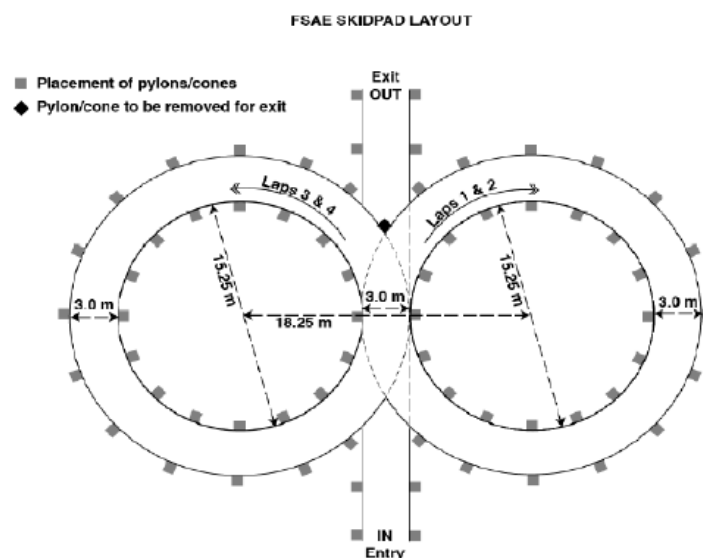 FSAE SKIDPAD LAYOUT
Placement of pylons/cones
Pylon/cone to be removed for exit
Exit
OUT
Laps 3 & 4
Laps 1 & 2
15.25 m
15.25 m
3.0 m
3.0 m
3.0 m
18.25 m
IN
Entry